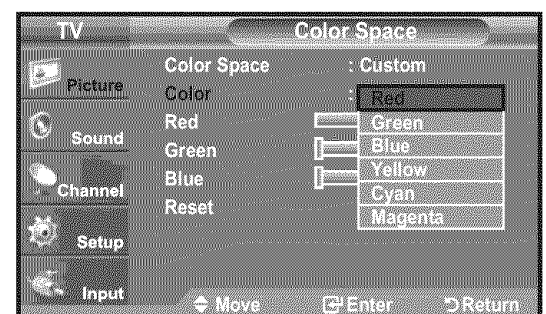 TV
Color Space
Picture
Sound
Channel
Setup
Input
Color Space : Custom
Color :
Red
Green
Blue
Reset
Red
Green
Blue
Yellow
Cyan
Magenta
Move Enter Return